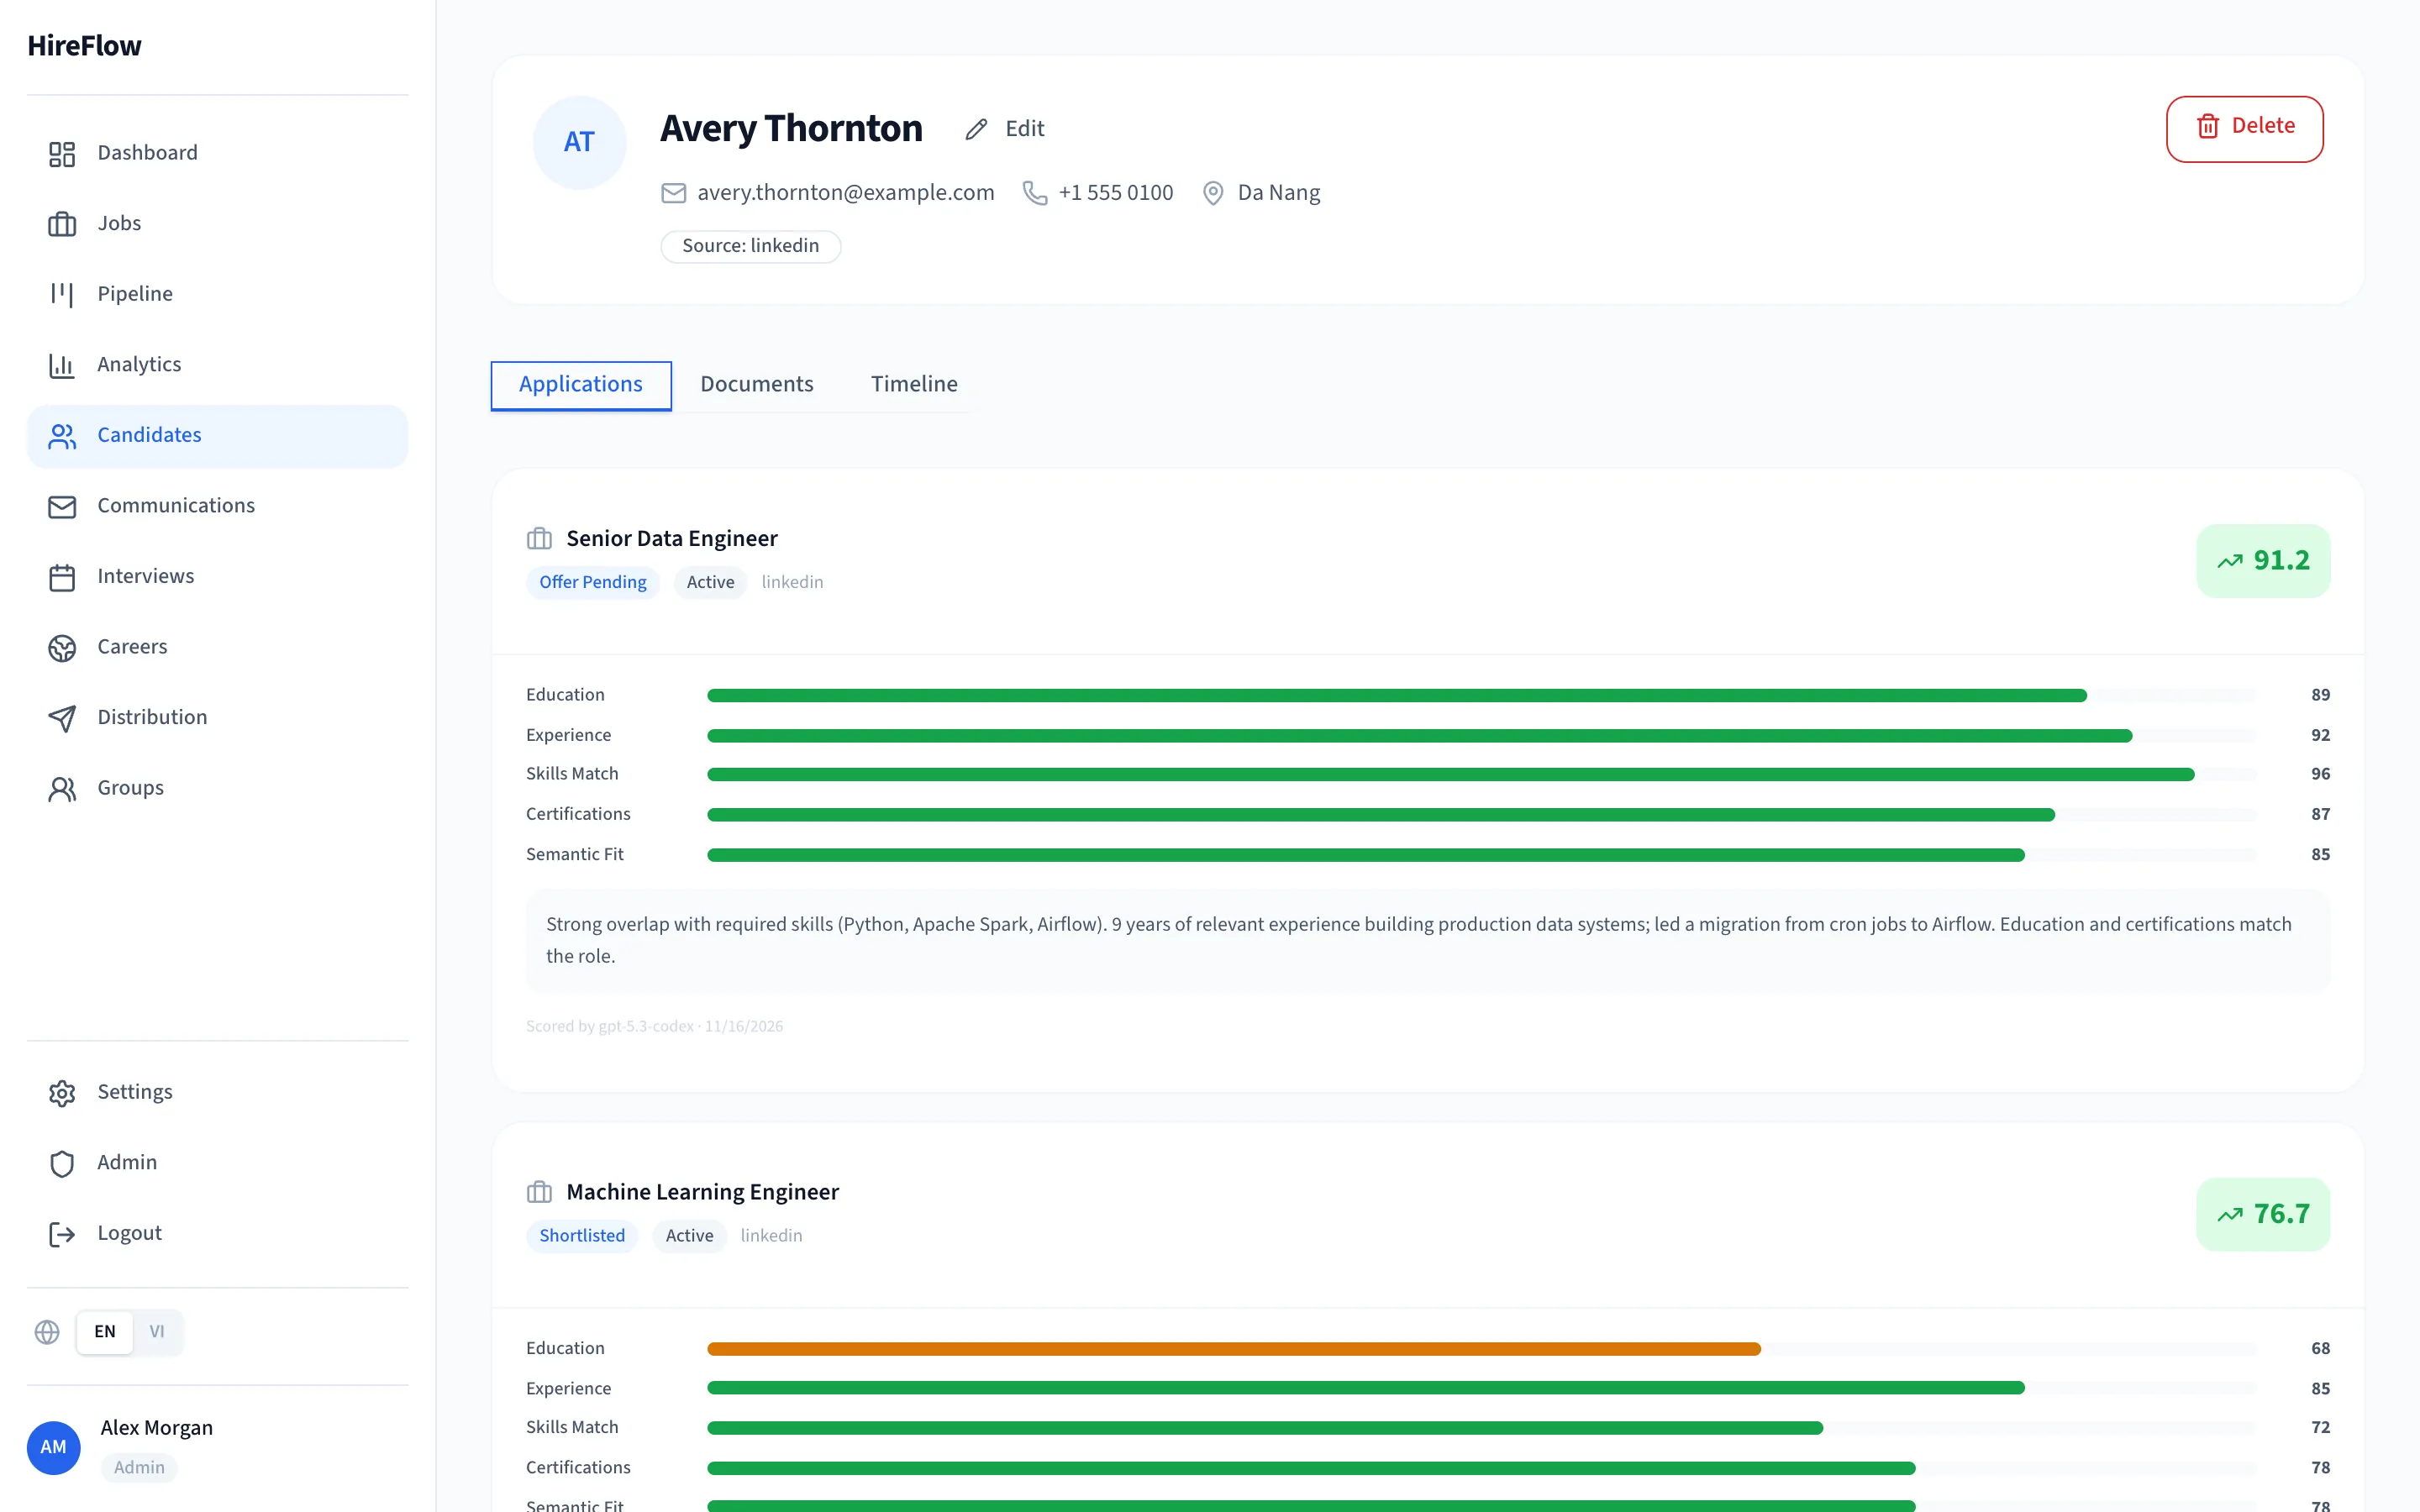 HireFlow
Dashboard
Jobs
Pipeline
Analytics
Candidates
Communications
Interviews
Careers
Distribution
Groups
Settings
Admin
Logout
EN VI
AM
Alex Morgan
Admin
AT
Avery Thornton
Edit
Delete
avery.thornton@example.com +1 555 0100 Da Nang
Source: linkedin
Applications Documents Timeline
Senior Data Engineer
Offer Pending Active linkedin
91.2
Education 89
Experience 92
Skills Match 96
Certifications 87
Semantic Fit 85
Strong overlap with required skills (Python, Apache Spark, Airflow). 9 years of relevant experience building production data systems; led a migration from cron jobs to Airflow. Education and certifications match
the role.
Scored by gpt-5.3-codex · 11/16/2026
Machine Learning Engineer
Shortlisted Active linkedin
76.7
Education 68
Experience 85
Skills Match 72
Certifications 78
Semantic Fit 78